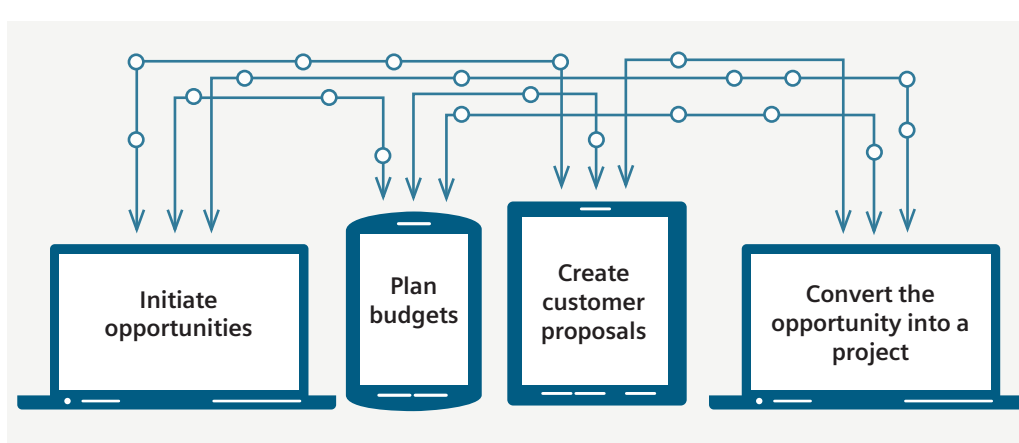 Initiate
opportunities
Plan
budgets
Create
customer
proposals
Convert the
opportunity into a
project